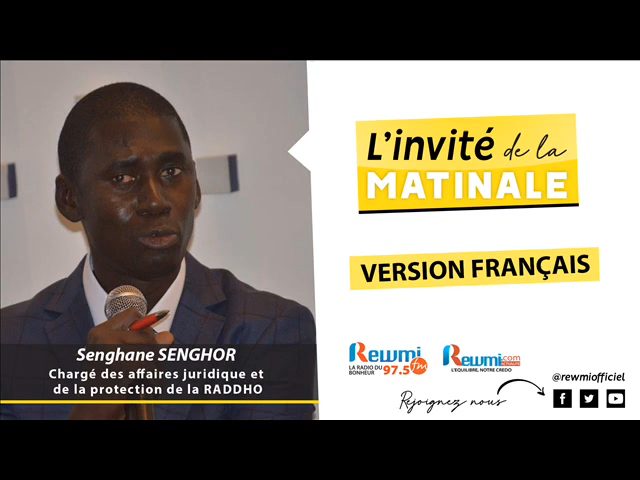 L'invité de la
MATINALE
VERSION FRANÇAIS
Senghane SENGHOR
Chargé des affaires juridique et
de la protection de la RADDHO
Rewmi fm
LA RADIO DU BONHEUR 97.5
Rewmi.com
ACTUALITÉ
L'EQUILIBRE, NOTRE CREDO
@rewmiofficiel
Rejoignez nous